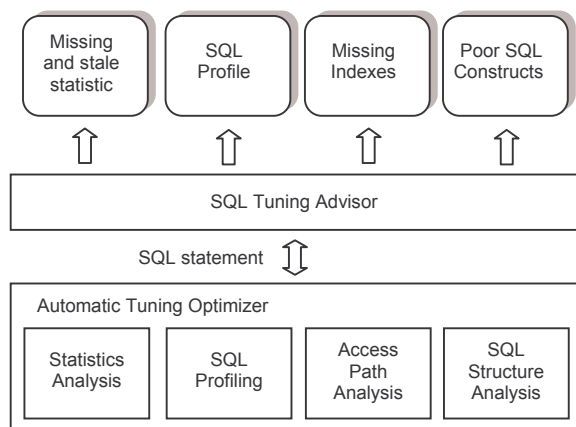 Missing
and stale
statistic
SQL
Profile
Missing
Indexes
Poor SQL
Constructs
SQL Tuning Advisor
SQL statement
Automatic Tuning Optimizer
Statistics
Analysis
SQL
Profiling
Access
Path
Analysis
SQL
Structure
Analysis